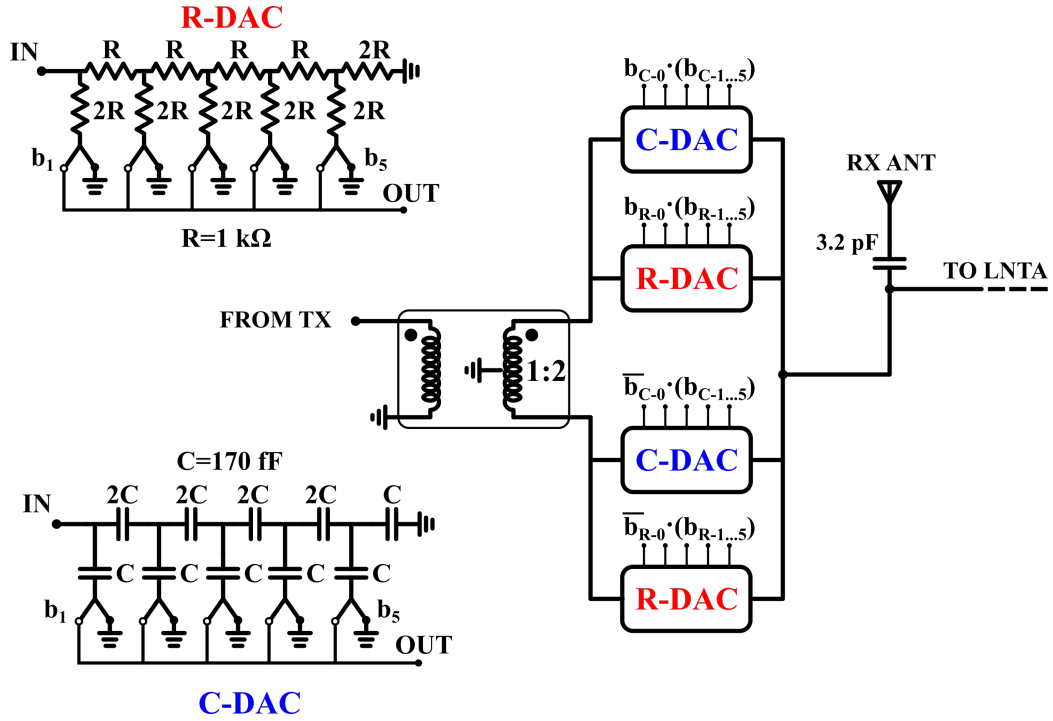 R-DAC
IN R R R R 2R
2R 2R 2R 2R 2R
b1 b5
OUT
R=1 kΩ
FROM TX
1:2
C=170 fF
IN 2C 2C 2C 2C C
C C C C C
b1 b5
OUT
C-DAC
bC-0·(bC-1...5)
C-DAC
bR-0·(bR-1...5)
R-DAC
b̅C-0·(bC-1...5)
C-DAC
b̅R-0·(bR-1...5)
R-DAC
RX ANT
3.2 pF
TO LNTA